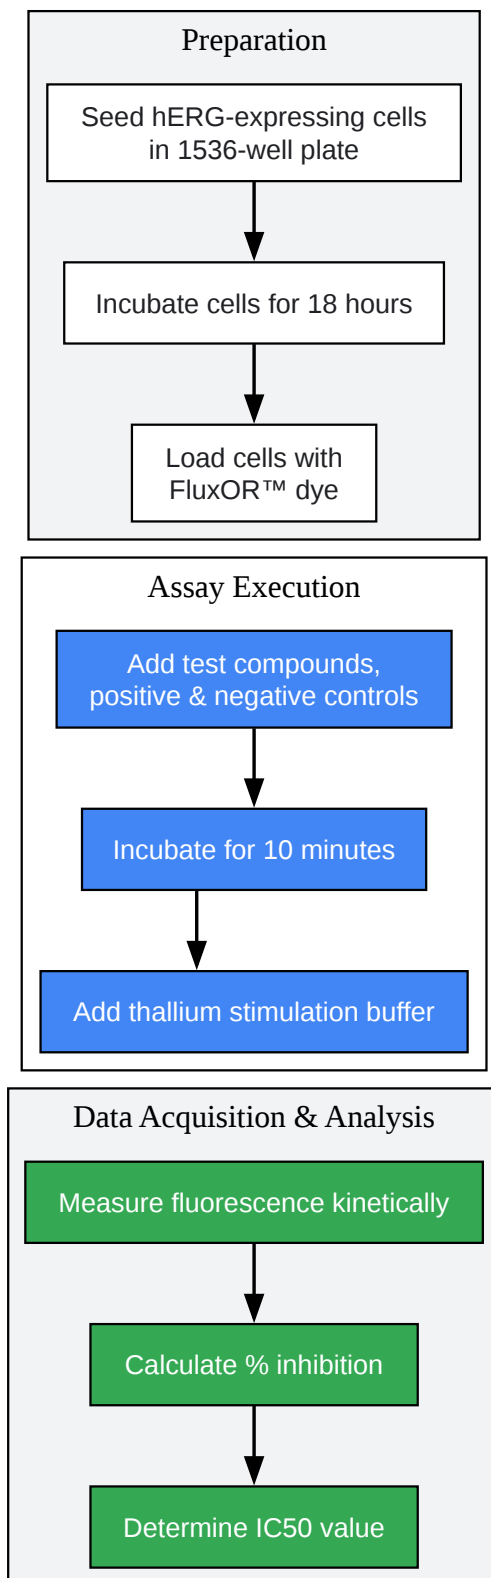 Preparation
Seed hERG-expressing cells
in 1536-well plate
Incubate cells for 18 hours
Load cells with
FluxOR™ dye
Assay Execution
Add test compounds,
positive & negative controls
Incubate for 10 minutes
Add thallium stimulation buffer
Data Acquisition & Analysis
Measure fluorescence kinetically
Calculate % inhibition
Determine IC50 value